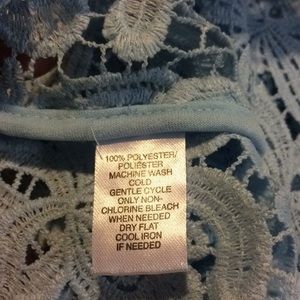 100% POLYESTER/
POLIÉSTER
MACHINE WASH
COLD
GENTLE CYCLE
ONLY NON-
CHLORINE BLEACH
WHEN NEEDED
DRY FLAT
COOL IRON
IF NEEDED